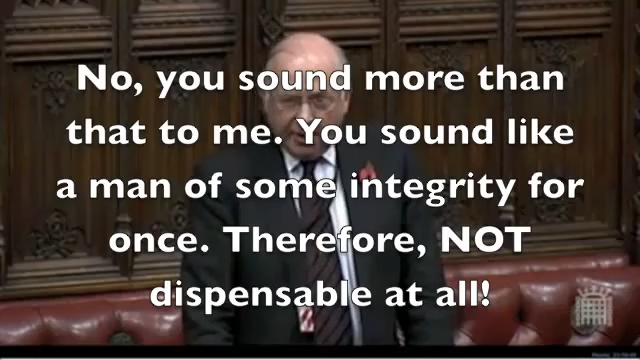 No, you sound more than
that to me. You sound like
a man of some integrity for
once. Therefore, NOT
dispensable at all!